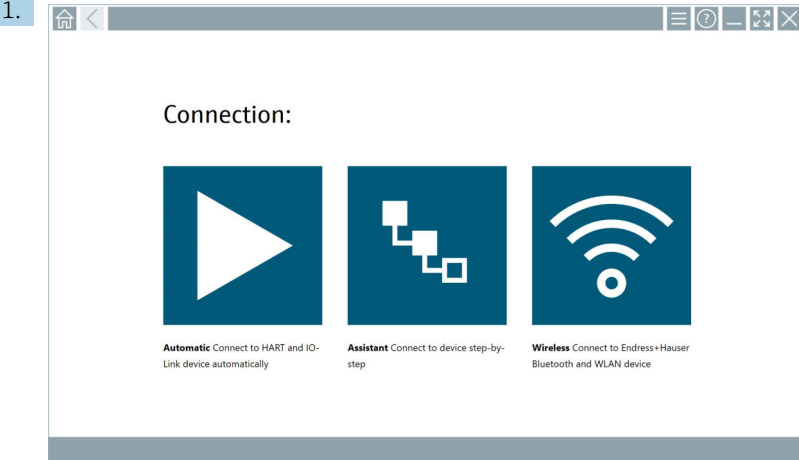 1.
?
Connection:
Automatic Connect to HART and IO-
Link device automatically
Assistant Connect to device step-by-
step
Wireless Connect to Endress+Hauser
Bluetooth and WLAN device